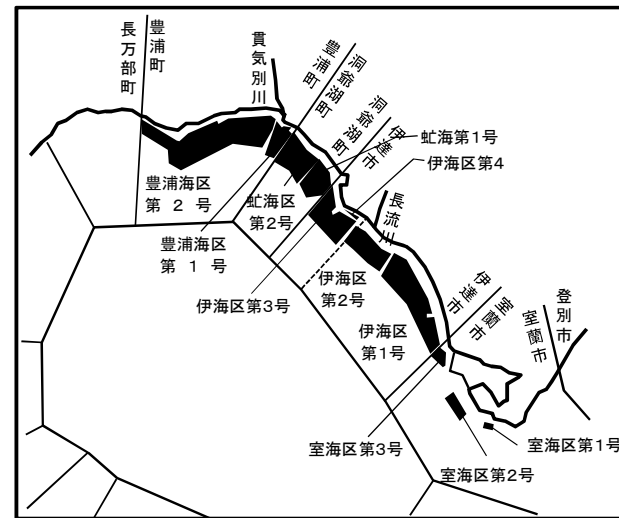 長万部町
豊浦町
貫気別川
豊浦町
洞爺湖町
洞爺湖町
伊達市
虻海第1号
伊海区第4
長流川
豊浦海区
第2号
虻海区
第2号
豊浦海区
第1号
伊海区第3号
伊海区
第2号
伊海区
第1号
伊達市
室蘭市
室蘭市
登別市
室海区第3号
室海区第2号
室海区第1号